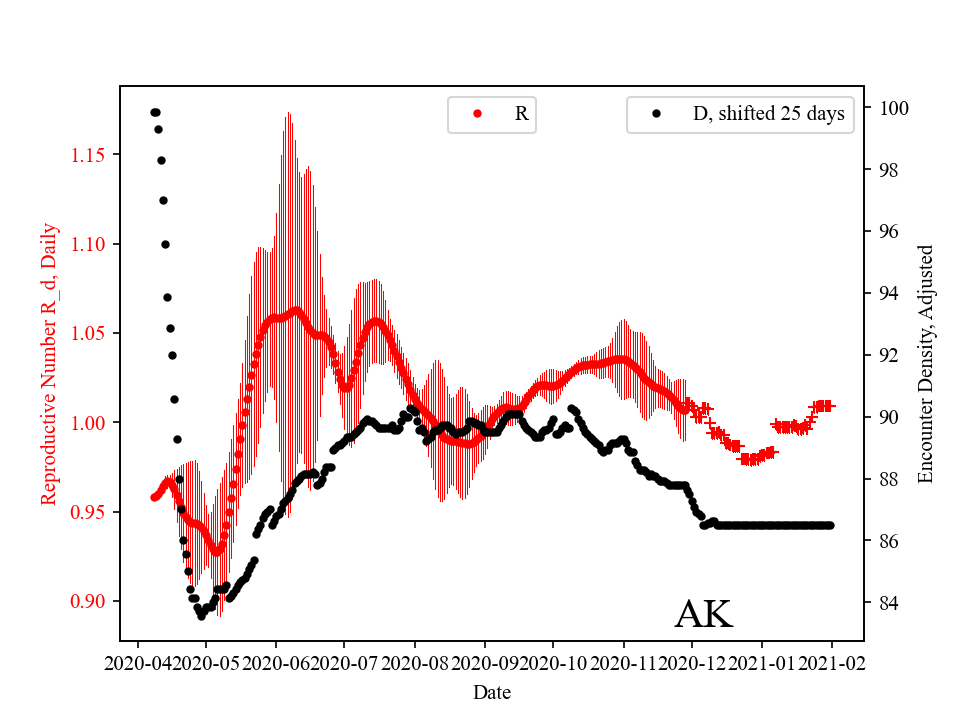 R
D, shifted 25 days
Reproductive Number R_d, Daily
1.15
1.10
1.05
1.00
0.95
0.90
100
98
96
94
92
90
88
86
84
Encounter Density, Adjusted
AK
2020-04 2020-05 2020-06 2020-07 2020-08 2020-09 2020-10 2020-11 2020-12 2021-01 2021-02
Date